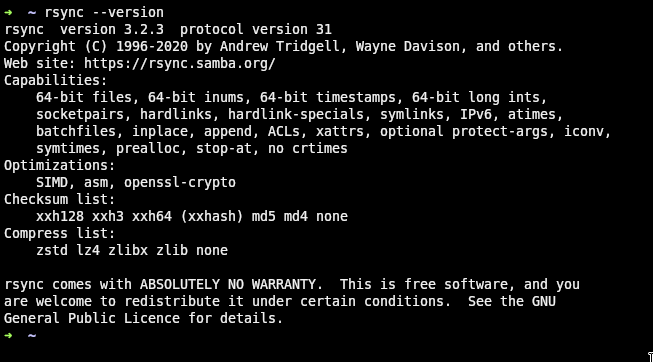 ➜  ~ rsync --version
rsync  version 3.2.3  protocol version 31
Copyright (C) 1996-2020 by Andrew Tridgell, Wayne Davison, and others.
Web site: https://rsync.samba.org/
Capabilities:
    64-bit files, 64-bit inums, 64-bit timestamps, 64-bit long ints,
    socketpairs, hardlinks, hardlink-specials, symlinks, IPv6, atimes,
    batchfiles, inplace, append, ACLs, xattrs, optional protect-args, iconv,
    symtimes, prealloc, stop-at, no crtimes
Optimizations:
    SIMD, asm, openssl-crypto
Checksum list:
    xxh128 xxh3 xxh64 (xxhash) md5 md4 none
Compress list:
    zstd lz4 zlibx zlib none

rsync comes with ABSOLUTELY NO WARRANTY.  This is free software, and you
are welcome to redistribute it under certain conditions.  See the GNU
General Public Licence for details.
➜  ~